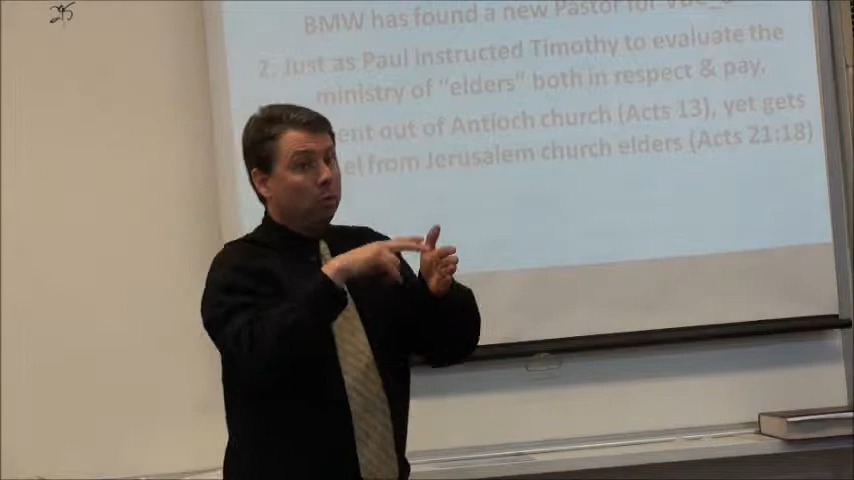 BMW has found a new Pastor for
2. Just as Paul instructed Timothy to evaluate the
ministry of “elders” both in respect & pay,
ent out of Antioch church (Acts 13), yet gets
from Jerusalem church elders (Acts 21:18)